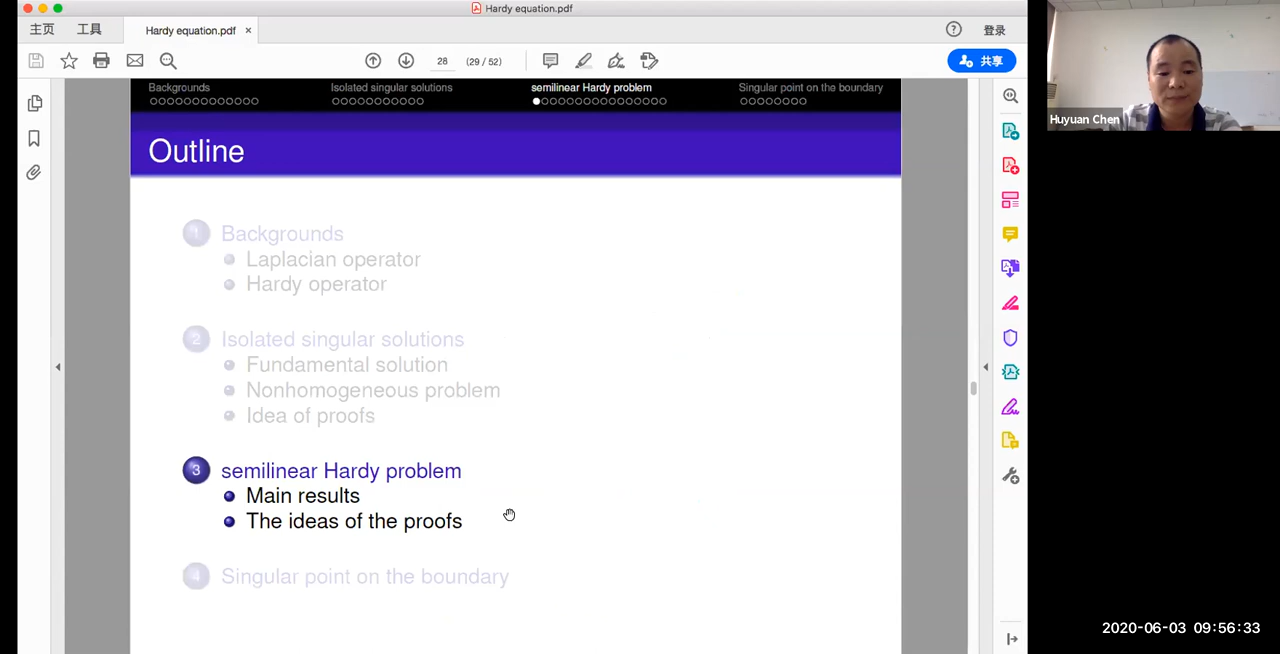 Hardy equation.pdf
主页
工具
Hardy equation.pdf ×
登录
28
(29 / 52)
共享
Backgrounds
Isolated singular solutions
semilinear Hardy problem
Singular point on the boundary
Huyuan Chen
Outline
1 Backgrounds
Laplacian operator
Hardy operator
2 Isolated singular solutions
Fundamental solution
Nonhomogeneous problem
Idea of proofs
3 semilinear Hardy problem
Main results
The ideas of the proofs
4 Singular point on the boundary
2020-06-03 09:56:33